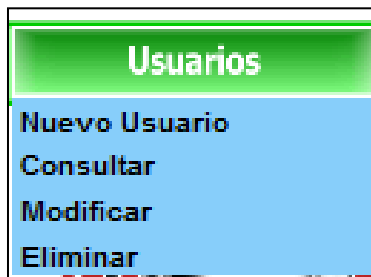 Usuarios
Nuevo Usuario
Consultar
Modificar
Eliminar